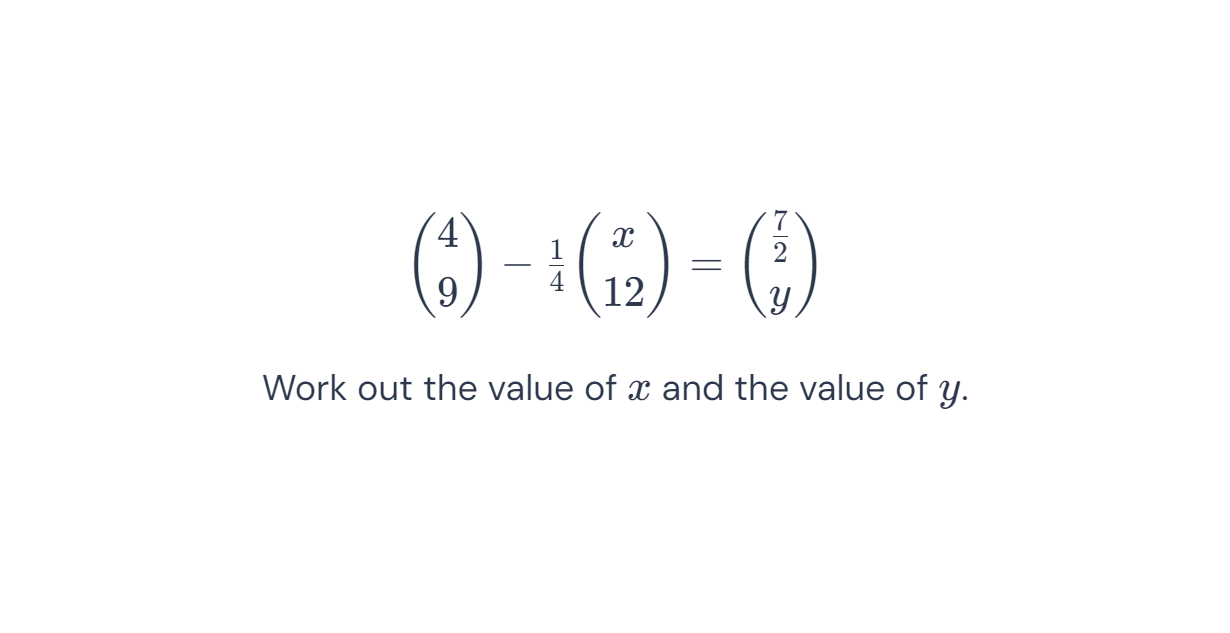 $\begin{pmatrix} 4 \\ 9 \end{pmatrix} - \frac{1}{4} \begin{pmatrix} x \\ 12 \end{pmatrix} = \begin{pmatrix} \frac{7}{2} \\ y \end{pmatrix}$
Work out the value of $x$ and the value of $y$.